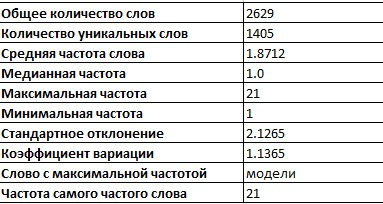 Общее количество слов 2629
Количество уникальных слов 1405
Средняя частота слова 1.8712
Медианная частота 1.0
Максимальная частота 21
Минимальная частота 1
Стандартное отклонение 2.1265
Коэффициент вариации 1.1365
Слово с максимальной частотой модели
Частота самого частого слова 21